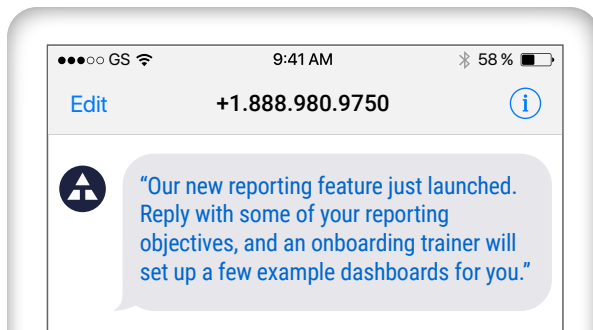 GS 9:41 AM 58 %
Edit +1.888.980.9750 i
“Our new reporting feature just launched.
Reply with some of your reporting
objectives, and an onboarding trainer will
set up a few example dashboards for you.”